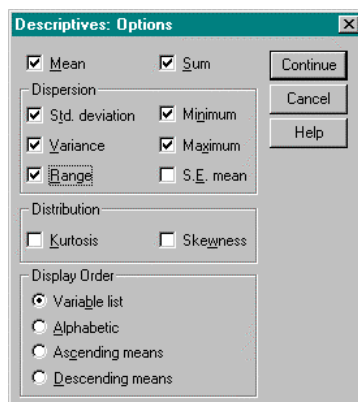 Descriptives: Options
Mean Sum
Continue
Dispersion
Cancel
Std. deviation Minimum
Help
Variance Maximum
Range S.E. mean
Distribution
Kurtosis Skewness
Display Order
Variable list
Alphabetic
Ascending means
Descending means